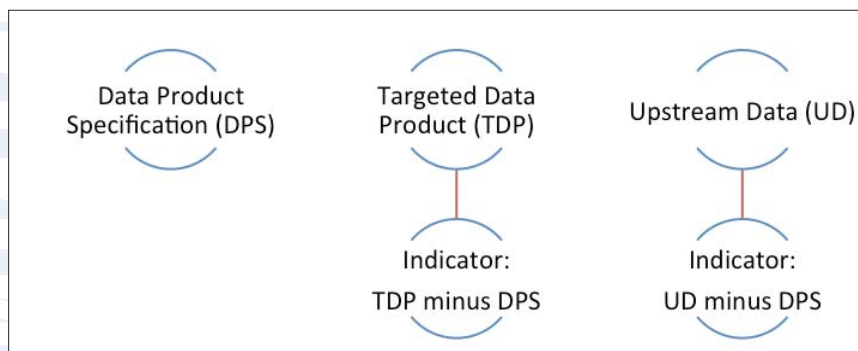 Data Product
Specification (DPS)
Targeted Data
Product (TDP)
Upstream Data (UD)
Indicator:
TDP minus DPS
Indicator:
UD minus DPS